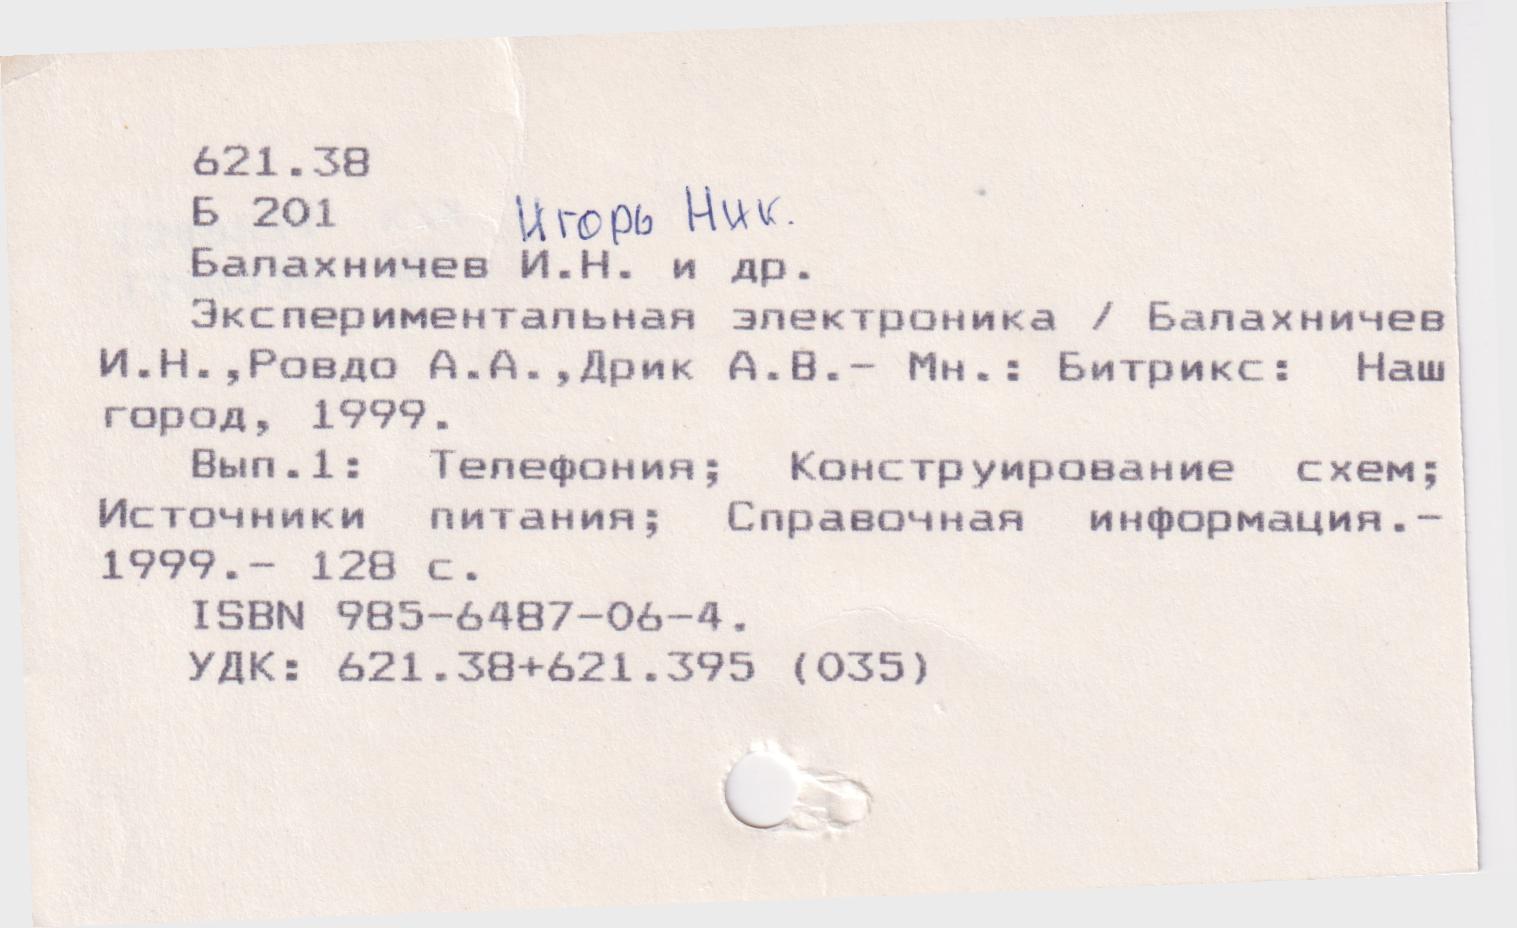 621.38
Б 201
Игорь Ник.
Балахничев И.Н. и др.
Экспериментальная электроника / Балахничев
И.Н.,Ровдо А.А.,Дрик А.В.- Мн.: Битрикс: Наш
город, 1999.
Вып.1: Телефония; Конструирование схем;
Источники питания; Справочная информация.-
1999.- 128 с.
ISBN 985-6487-06-4.
УДК: 621.38+621.395 (035)